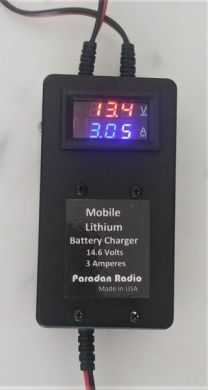 13.4 V
3.05 A
Mobile
Lithium
Battery Charger
14.6 Volts
3 Amperes
Paradan Radio
Made in USA